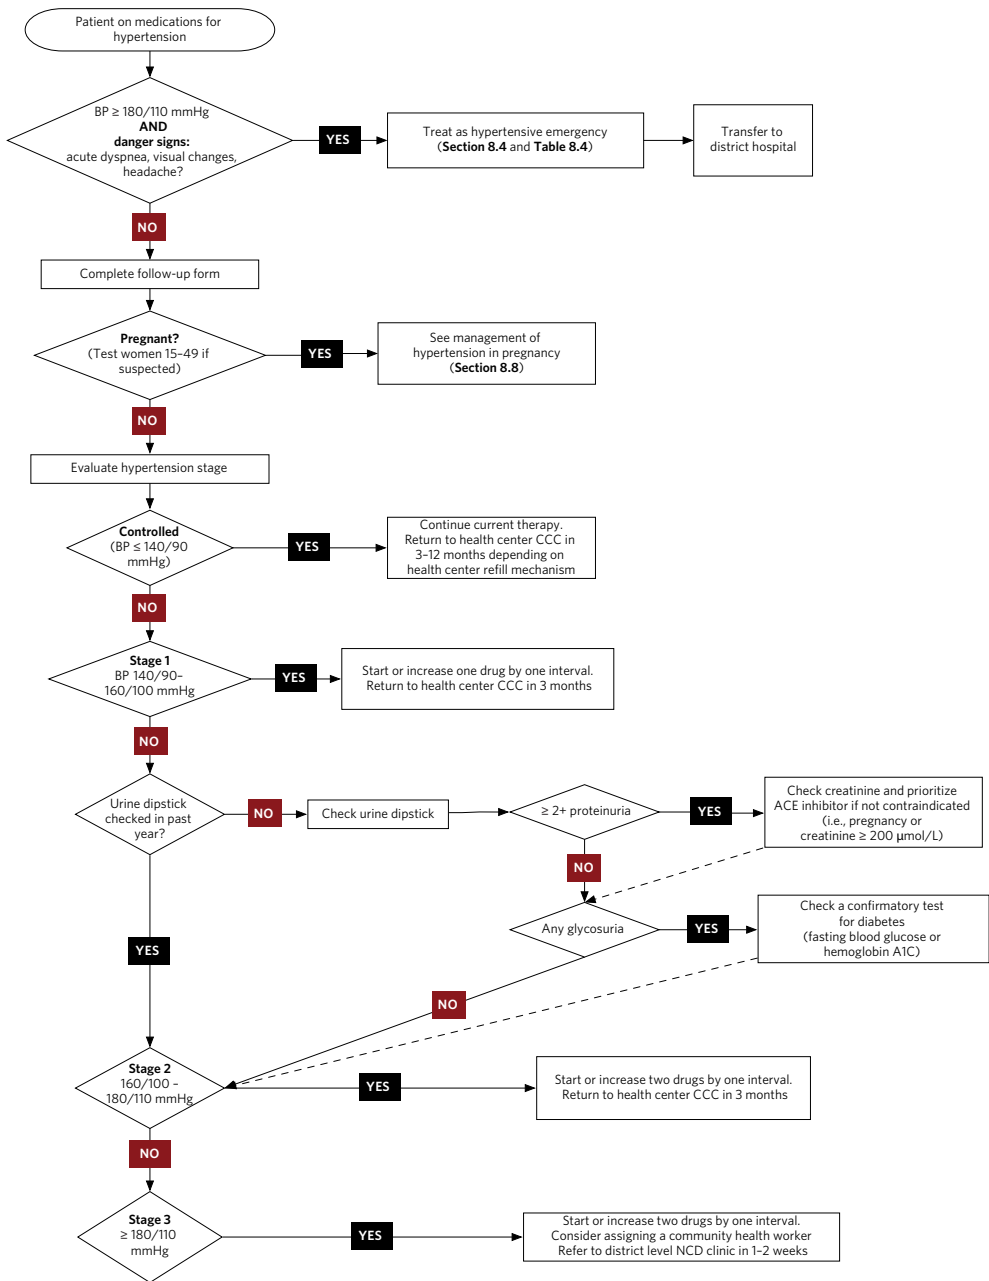 Patient on medications for
hypertension
BP ≥ 180/110 mmHg
AND
danger signs:
acute dyspnea, visual changes,
headache?
YES
Treat as hypertensive emergency
(Section 8.4 and Table 8.4)
Transfer to
district hospital
NO
Complete follow-up form
Pregnant?
(Test women 15–49 if
suspected)
YES
See management of
hypertension in pregnancy
(Section 8.8)
NO
Evaluate hypertension stage
Controlled
(BP ≤ 140/90
mmHg)
YES
Continue current therapy.
Return to health center CCC in
3–12 months depending on
health center refill mechanism
NO
Stage 1
BP 140/90–
160/100 mmHg
YES
Start or increase one drug by one interval.
Return to health center CCC in 3 months
NO
Urine dipstick
checked in past
year?
NO
Check urine dipstick
≥ 2+ proteinuria
YES
Check creatinine and prioritize
ACE inhibitor if not contraindicated
(i.e., pregnancy or
creatinine ≥ 200 µmol/L)
NO
Any glycosuria
YES
Check a confirmatory test
for diabetes
(fasting blood glucose or
hemoglobin A1C)
YES
NO
Stage 2
160/100 –
180/110 mmHg
YES
Start or increase two drugs by one interval.
Return to health center CCC in 3 months
NO
Stage 3
≥ 180/110
mmHg
YES
Start or increase two drugs by one interval.
Consider assigning a community health worker
Refer to district level NCD clinic in 1–2 weeks